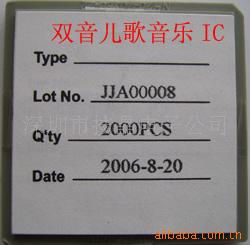 双音儿歌音乐 IC
Type
Lot No. JJA00008
Q'ty 2000PCS
Date 2006-8-20
alibaba.com.cn